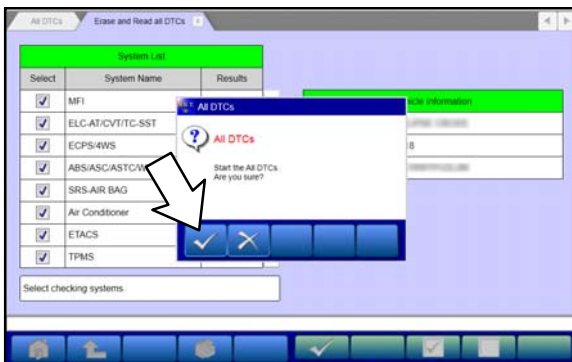 All DTCs
Erase and Read all DTCs
System List
Select
System Name
Results
MFI
ELC-AT/CVT/TC-SST
ECPS/4WS
ABS/ASC/ASTC/W
SRS-AIR BAG
Air Conditioner
ETACS
TPMS
Select checking systems
All DTCs
All DTCs
Start the All DTCs.
Are you sure?
icle Information
18